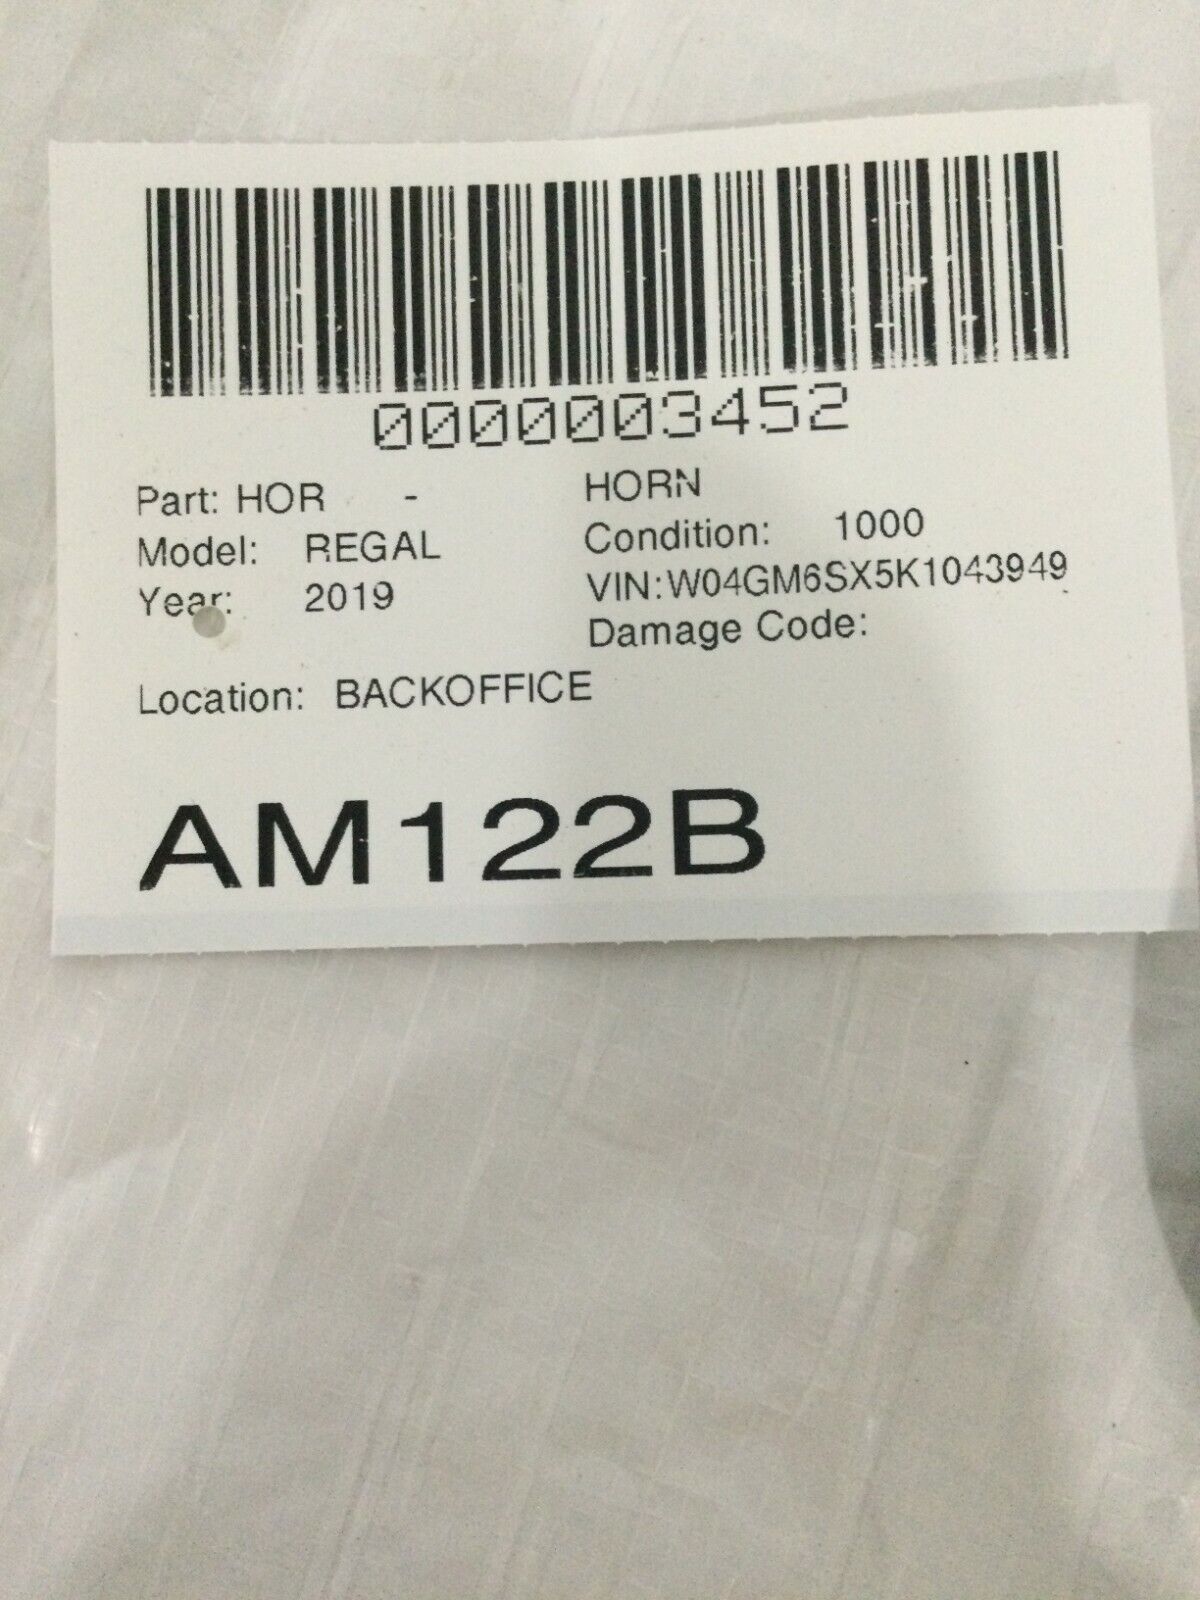 0000003452
Part: HOR - HORN
Model: REGAL Condition: 1000
Year: 2019 VIN:W04GM6SX5K1043949
Damage Code:
Location: BACKOFFICE
AM122B